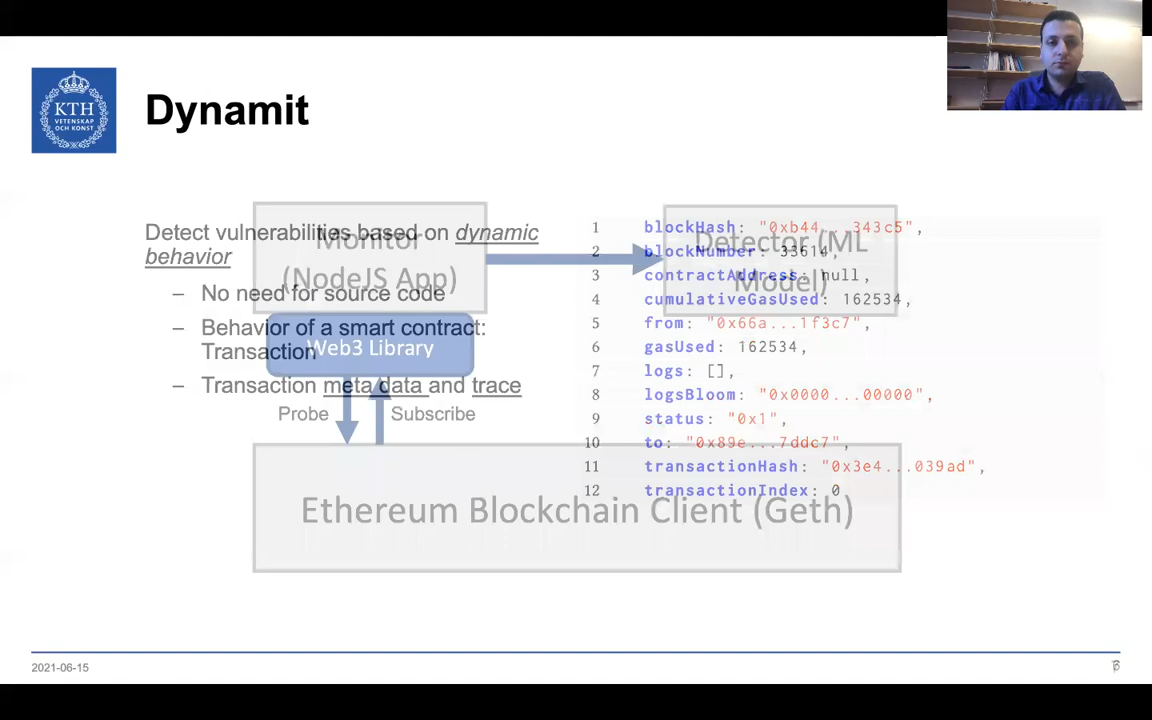 KTH
VETENSKAP
OCH KONST
Dynamit
Detect vulnerabilities based on dynamic
behavior
– No need for source code
– Behavior of a smart contract:
Transaction
– Transaction meta data and trace
Monitor
(NodeJS App)
Web3 Library
Probe
Subscribe
Detector (ML
Model)
Ethereum Blockchain Client (Geth)
1 blockHash: "0xb44...343c5",
2 blockNumber: 33614,
3 contractAddress: null,
4 cumulativeGasUsed: 162534,
5 from: "0x66a...1f3c7",
6 gasUsed: 162534,
7 logs: [],
8 logsBloom: "0x0000...00000",
9 status: "0x1",
10 to: "0x89e...7ddc7",
11 transactionHash: "0x3e4...039ad",
12 transactionIndex: 0
2021-06-15